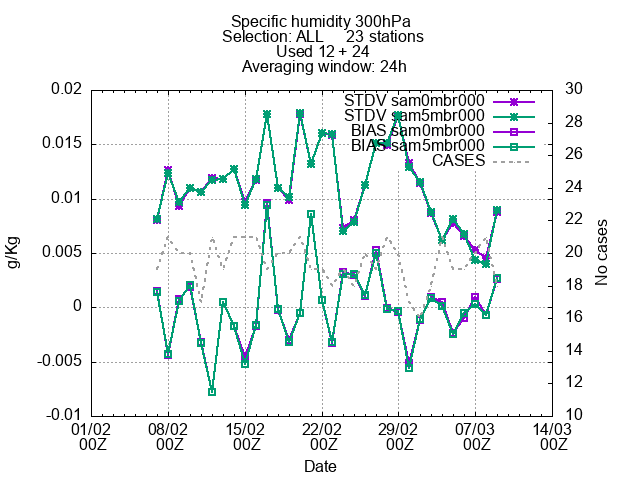 Specific humidity 300hPa
Selection: ALL 23 stations
Used 12 + 24
Averaging window: 24h
STDV sam0mbr000
STDV sam5mbr000
BIAS sam0mbr000
BIAS sam5mbr000
CASES
0.02
0.015
0.01
0.005
0
-0.005
-0.01
g/Kg
30
28
26
24
22
20
18
16
14
12
10
No cases
01/02 08/02 15/02 22/02 29/02 07/03 14/03
00Z 00Z 00Z 00Z 00Z 00Z 00Z
Date